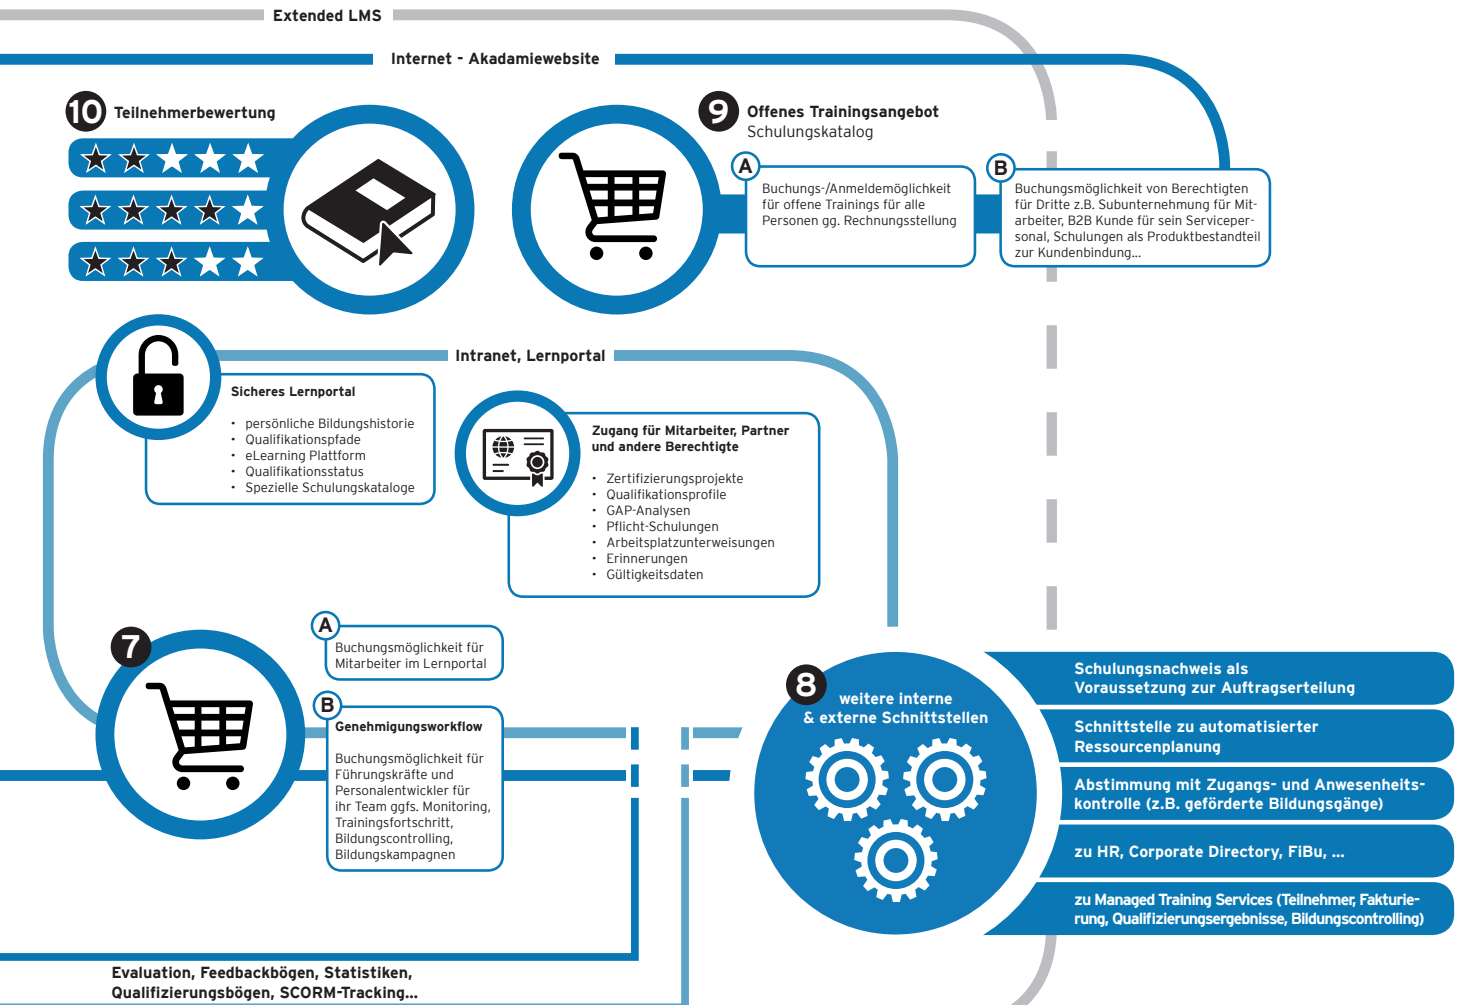 Extended LMS
Internet - Akadamiewebsite
10
Teilnehmerbewertung
9
Offenes Trainingsangebot
Schulungskatalog
A
Buchungs-/Anmeldemöglichkeit
für offene Trainings für alle
Personen gg. Rechnungsstellung
B
Buchungsmöglichkeit von Berechtigten
für Dritte z.B. Subunternehmung für Mit-
arbeiter, B2B Kunde für sein Serviceper-
sonal, Schulungen als Produktbestandteil
zur Kundenbindung...
Intranet, Lernportal
Sicheres Lernportal
• persönliche Bildungshistorie
• Qualifikationspfade
• eLearning Plattform
• Qualifikationsstatus
• Spezielle Schulungskataloge
Zugang für Mitarbeiter, Partner
und andere Berechtigte
• Zertifizierungsprojekte
• Qualifikationsprofile
• GAP-Analysen
• Pflicht-Schulungen
• Arbeitsplatzunterweisungen
• Erinnerungen
• Gültigkeitsdaten
7
A
Buchungsmöglichkeit für
Mitarbeiter im Lernportal
B
Genehmigungsworkflow
Buchungsmöglichkeit für
Führungskräfte und
Personalentwickler für
ihr Team ggfs. Monitoring,
Trainingsfortschritt,
Bildungscontrolling,
Bildungskampagnen
8
weitere interne
& externe Schnittstellen
Schulungsnachweis als
Voraussetzung zur Auftragserteilung
Schnittstelle zu automatisierter
Ressourcenplanung
Abstimmung mit Zugangs- und Anwesenheits-
kontrolle (z.B. geförderte Bildungsgänge)
zu HR, Corporate Directory, FiBu, ...
zu Managed Training Services (Teilnehmer, Fakturie-
rung, Qualifizierungsergebnisse, Bildungscontrolling)
Evaluation, Feedbackbögen, Statistiken,
Qualifizierungsbögen, SCORM-Tracking...